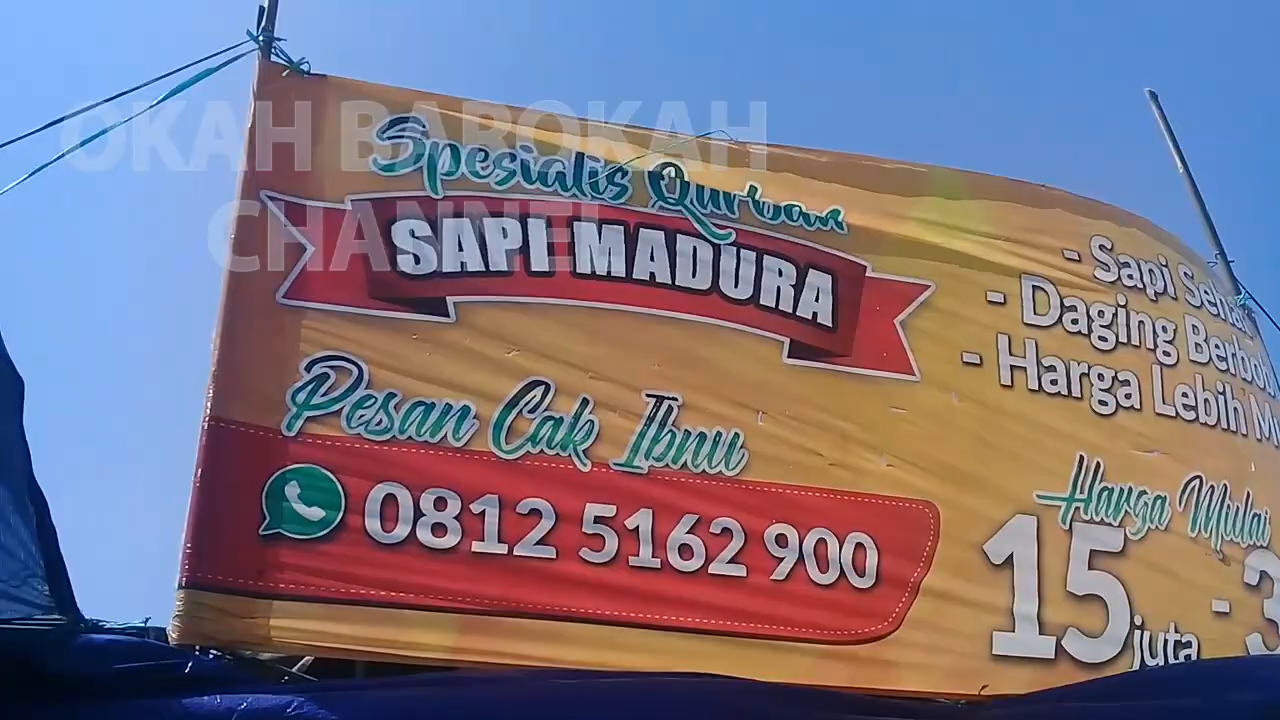 OKAH BAROKAH
CHANNEL
Spesialis Qurban
SAPI MADURA
Pesan Cak Ibnu
0812 5162 900
- Sapi Sehat
- Daging
- Harga Lebih
Harga Mulai
15 juta -